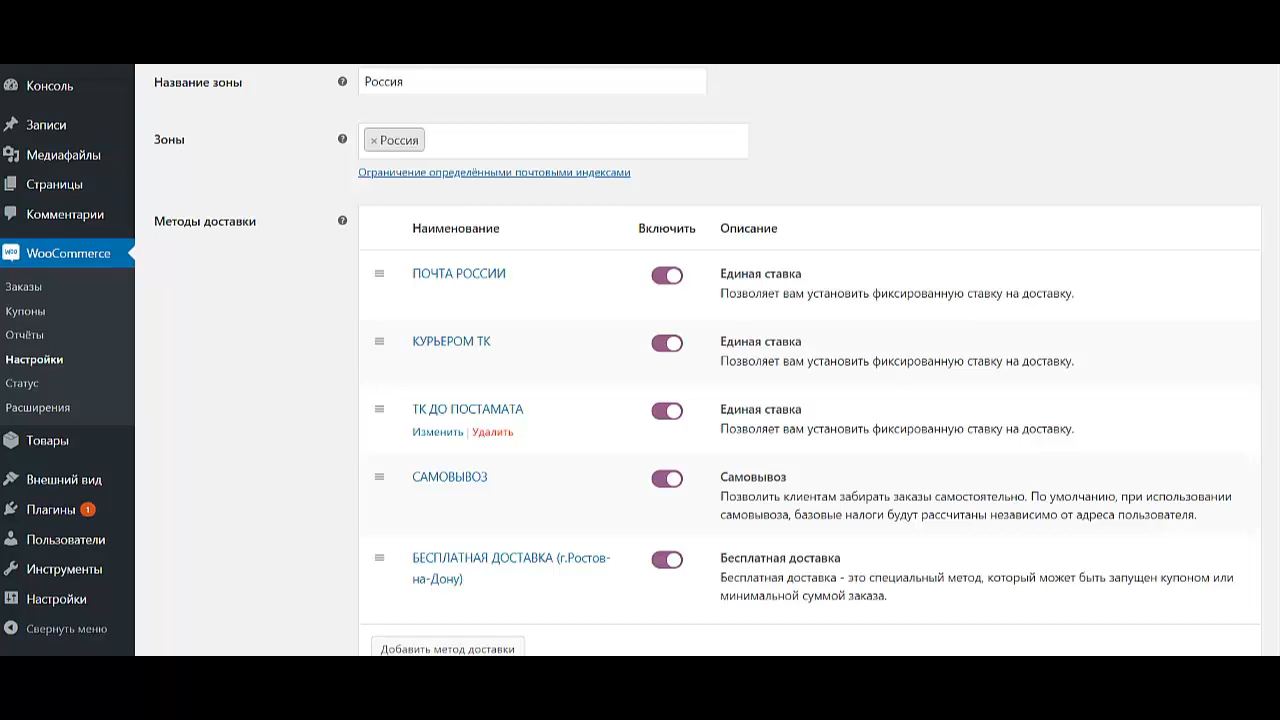 Консоль
Записи
Медиафайлы
Страницы
Комментарии
WooCommerce
Заказы
Купоны
Отчёты
Настройки
Статус
Расширения
Товары
Внешний вид
Плагины 1
Пользователи
Инструменты
Настройки
Свернуть меню
Название зоны ? Россия
Зоны ? × Россия
Ограничение определёнными почтовыми индексами
Методы доставки ?
Наименование Включить Описание
ПОЧТА РОССИИ Единая ставка
Позволяет вам установить фиксированную ставку на доставку.
КУРЬЕРОМ ТК Единая ставка
Позволяет вам установить фиксированную ставку на доставку.
ТК ДО ПОСТАМАТА Единая ставка
Изменить | Удалить Позволяет вам установить фиксированную ставку на доставку.
САМОВЫВОЗ Самовывоз
Позволить клиентам забирать заказы самостоятельно. По умолчанию, при использовании
самовывоза, базовые налоги будут рассчитаны независимо от адреса пользователя.
БЕСПЛАТНАЯ ДОСТАВКА (г.Ростов- Бесплатная доставка
на-Дону) Бесплатная доставка - это специальный метод, который может быть запущен купоном или
минимальной суммой заказа.
Добавить метод доставки